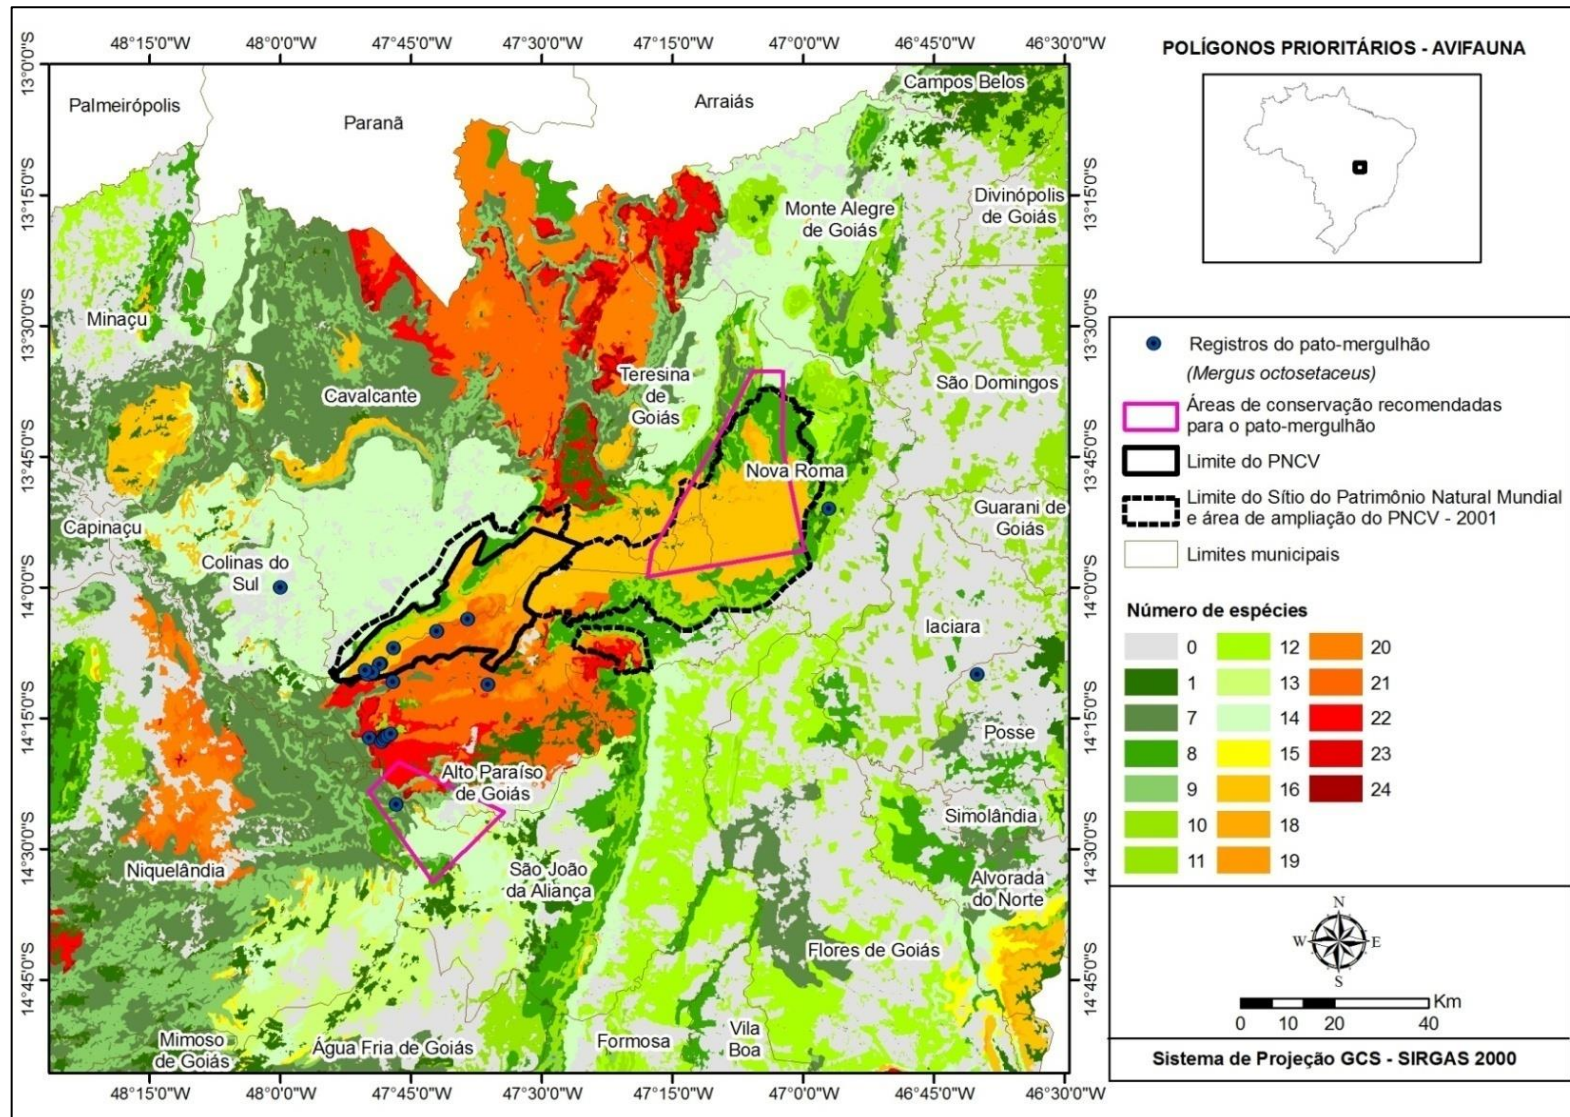 48°15'0"W 48°0'0"W 47°45'0"W 47°30'0"W 47°15'0"W 47°0'0"W 46°45'0"W 46°30'0"W
13°0'0"S
13°15'0"S
13°30'0"S
13°45'0"S
14°0'0"S
14°15'0"S
14°30'0"S
14°45'0"S
Palmeirópolis
Paranã
Arraiás
Campos Belos
Divinópolis
de Goiás
Monte Alegre
de Goiás
Minaçu
Cavalcante
Teresina
de
Goiás
São Domingos
Nova Roma
Guarani de
Goiás
Capinaçu
Colinas do
Sul
Iaciara
Posse
Alto Paraíso
de Goiás
Simolândia
Niquelândia
São João
da Aliança
Alvorada
do Norte
Flores de Goiás
Mimoso
de Goiás
Água Fria de Goiás
Formosa
Vila
Boa
13°0'0"S
13°15'0"S
13°30'0"S
13°45'0"S
14°0'0"S
14°15'0"S
14°30'0"S
14°45'0"S
48°15'0"W 48°0'0"W 47°45'0"W 47°30'0"W 47°15'0"W 47°0'0"W 46°45'0"W 46°30'0"W
POLÍGONOS PRIORITÁRIOS - AVIFAUNA
Registros do pato-mergulhão
(Mergus octosetaceus)
Áreas de conservação recomendadas
para o pato-mergulhão
Limite do PNCV
Limite do Sítio do Patrimônio Natural Mundial
e área de ampliação do PNCV - 2001
Limites municipais
Número de espécies
0 12 20
1 13 21
7 14 22
8 15 23
9 16 24
10 18
11 19
N
W E
S
Km
0 10 20 40
Sistema de Projeção GCS - SIRGAS 2000